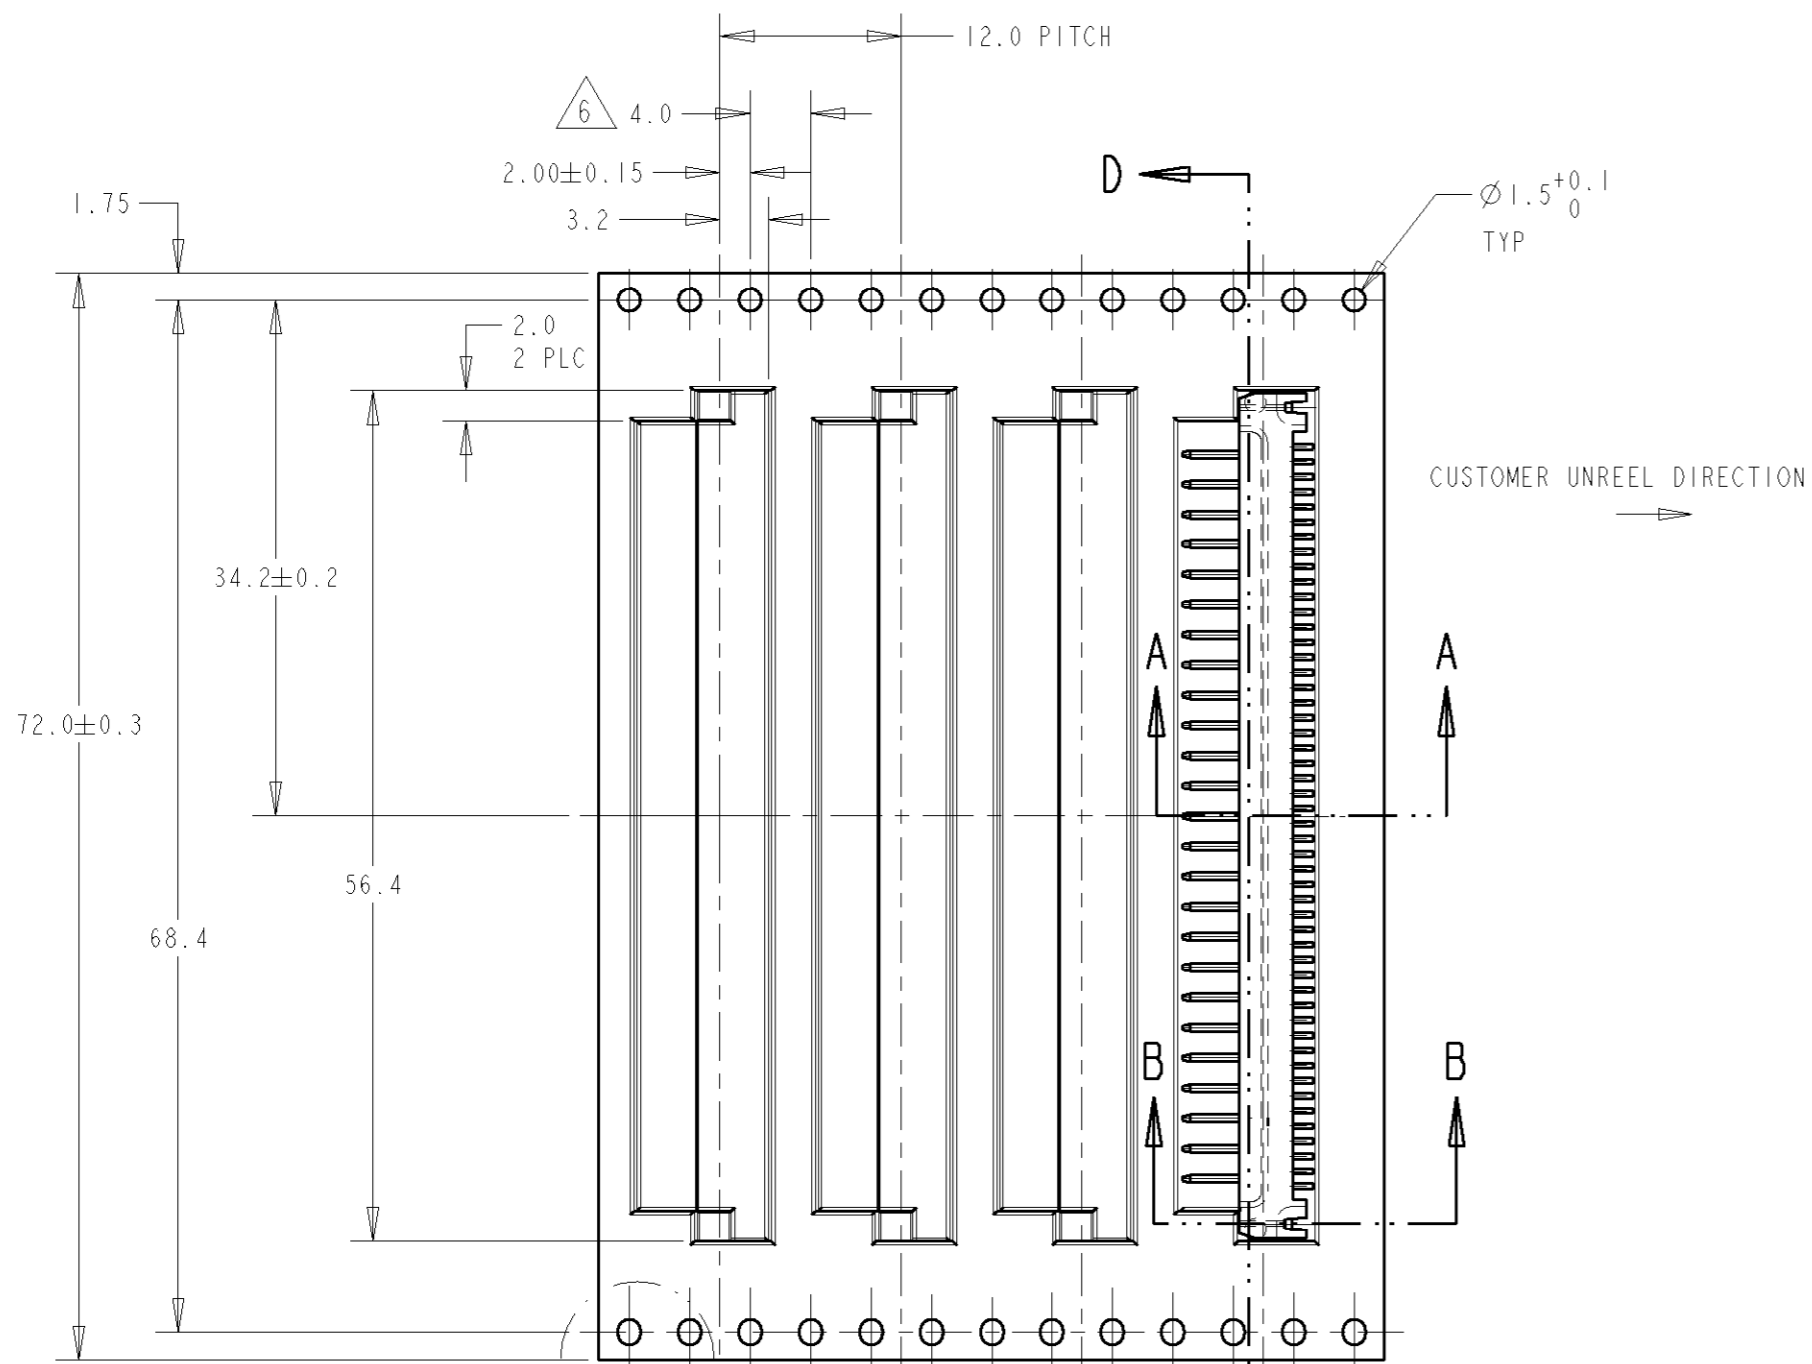 12.0 PITCH
6 4.0
2.00±0.15
D
1.75
3.2
Ø1.5 +0.1
0
TYP
2.0
2 PLC
CUSTOMER UNREEL DIRECTION
34.2±0.2
A A
72.0±0.3
56.4
68.4
B B